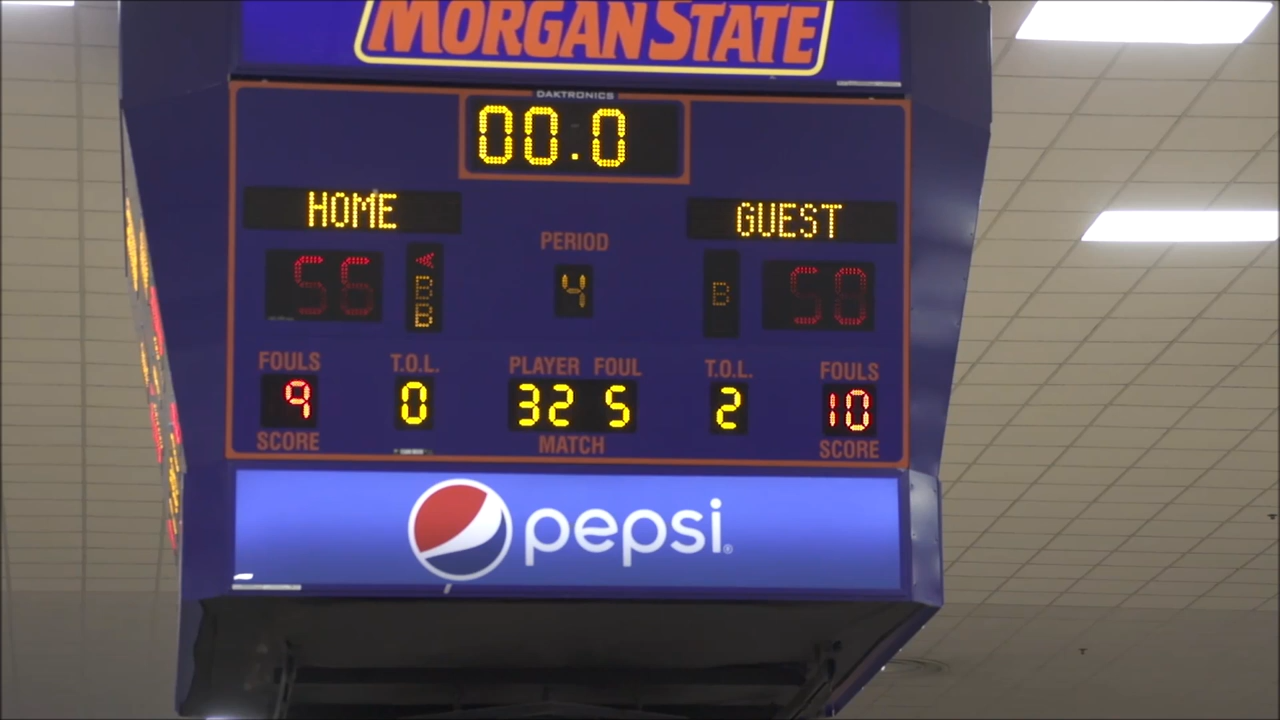 MORGAN STATE
DAKTRONICS
00.0
HOME
GUEST
PERIOD
56
B
B
4
B
58
FOULS
T.O.L.
PLAYER FOUL
T.O.L.
FOULS
9
0
32 5
2
10
SCORE
MATCH
SCORE
pepsi®